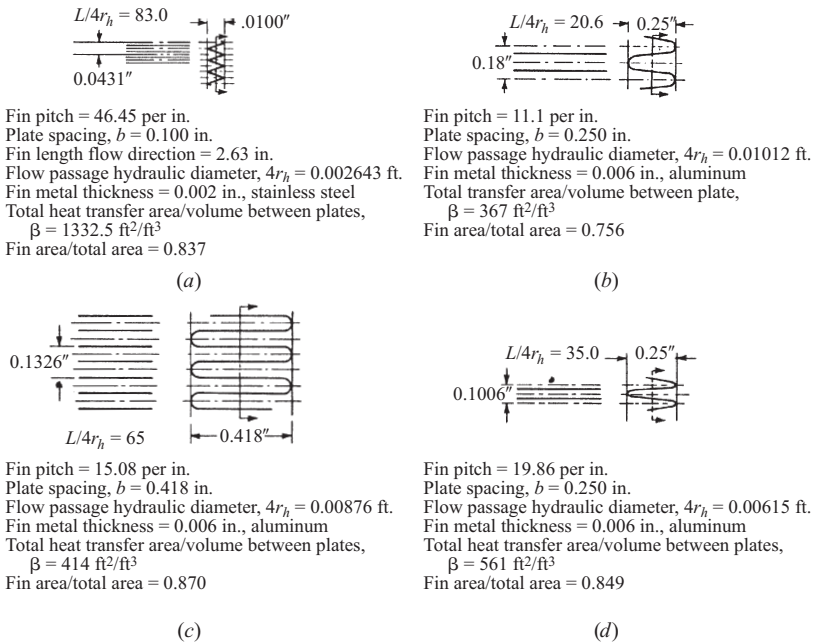 L/4rh = 83.0
.0100″
0.0431″
Fin pitch = 46.45 per in.
Plate spacing, b = 0.100 in.
Fin length flow direction = 2.63 in.
Flow passage hydraulic diameter, 4rh = 0.002643 ft.
Fin metal thickness = 0.002 in., stainless steel
Total heat transfer area/volume between plates,
β = 1332.5 ft²/ft³
Fin area/total area = 0.837
(a)
L/4rh = 20.6
0.25″
0.18″
Fin pitch = 11.1 per in.
Plate spacing, b = 0.250 in.
Flow passage hydraulic diameter, 4rh = 0.01012 ft.
Fin metal thickness = 0.006 in., aluminum
Total transfer area/volume between plate,
β = 367 ft²/ft³
Fin area/total area = 0.756
(b)
0.1326″
L/4rh = 65
0.418″
Fin pitch = 15.08 per in.
Plate spacing, b = 0.418 in.
Flow passage hydraulic diameter, 4rh = 0.00876 ft.
Fin metal thickness = 0.006 in., aluminum
Total heat transfer area/volume between plates,
β = 414 ft²/ft³
Fin area/total area = 0.870
(c)
L/4rh = 35.0
0.25″
0.1006″
Fin pitch = 19.86 per in.
Plate spacing, b = 0.250 in.
Flow passage hydraulic diameter, 4rh = 0.00615 ft.
Fin metal thickness = 0.006 in., aluminum
Total heat transfer area/volume between plates,
β = 561 ft²/ft³
Fin area/total area = 0.849
(d)